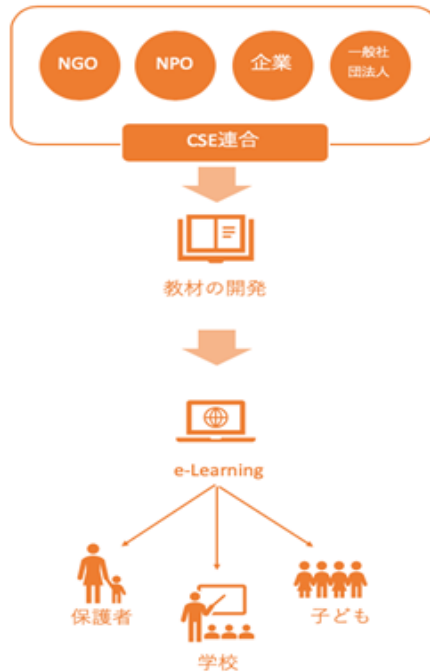 NGO
NPO
企業
一般社
団法人
CSE連合
教材の開発
e-Learning
保護者
学校
子ども